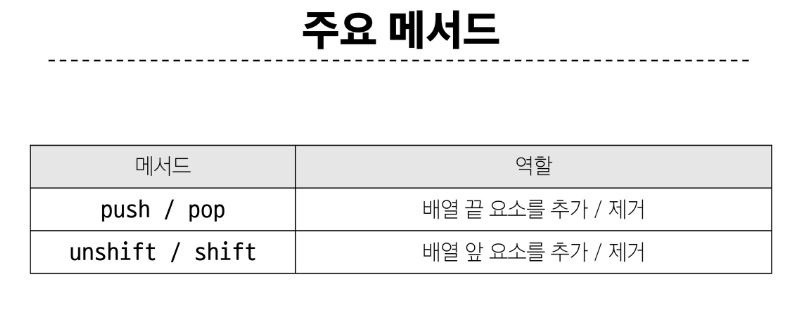 주요 메서드
메서드 역할
push / pop 배열 끝 요소를 추가 / 제거
unshift / shift 배열 앞 요소를 추가 / 제거